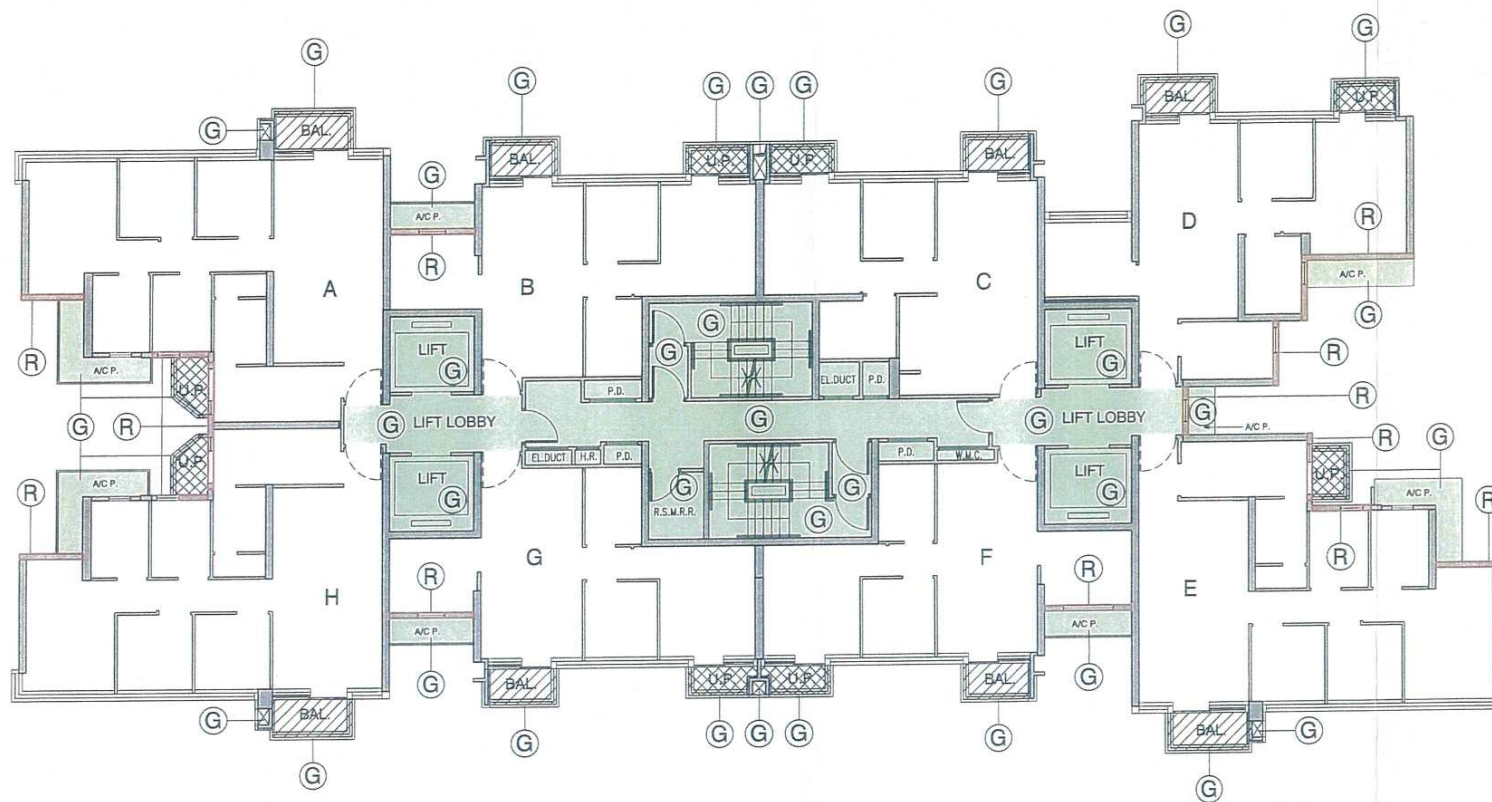 G
G
G
G
G
G
G
G
G
G
BAL.
U.P.
BAL.
BAL.
U.P.
U.P.
BAL.
G
A/C P.
R
D
R
A/C P.
A
B
C
G
R
LIFT
G
G
G
LIFT
G
R
A/C P.
U.P.
EL.DUCT
P.D.
P.D.
G
R
G
LIFT LOBBY
G
G
LIFT LOBBY
G
R
A/C P.
R
G
EL.DUCT
H.R.
P.D.
P.D.
W.M.C.
U.P.
U.P.
R
A/C P.
LIFT
G
G
R.S.M.R.R.
G
G
LIFT
G
A/C P.
R
R
H
G
F
E
R
A/C P.
G
R
A/C P.
G
BAL.
U.P.
U.P.
BAL.
G
BAL.
BAL.
G
G
G
G
G
G
G
G